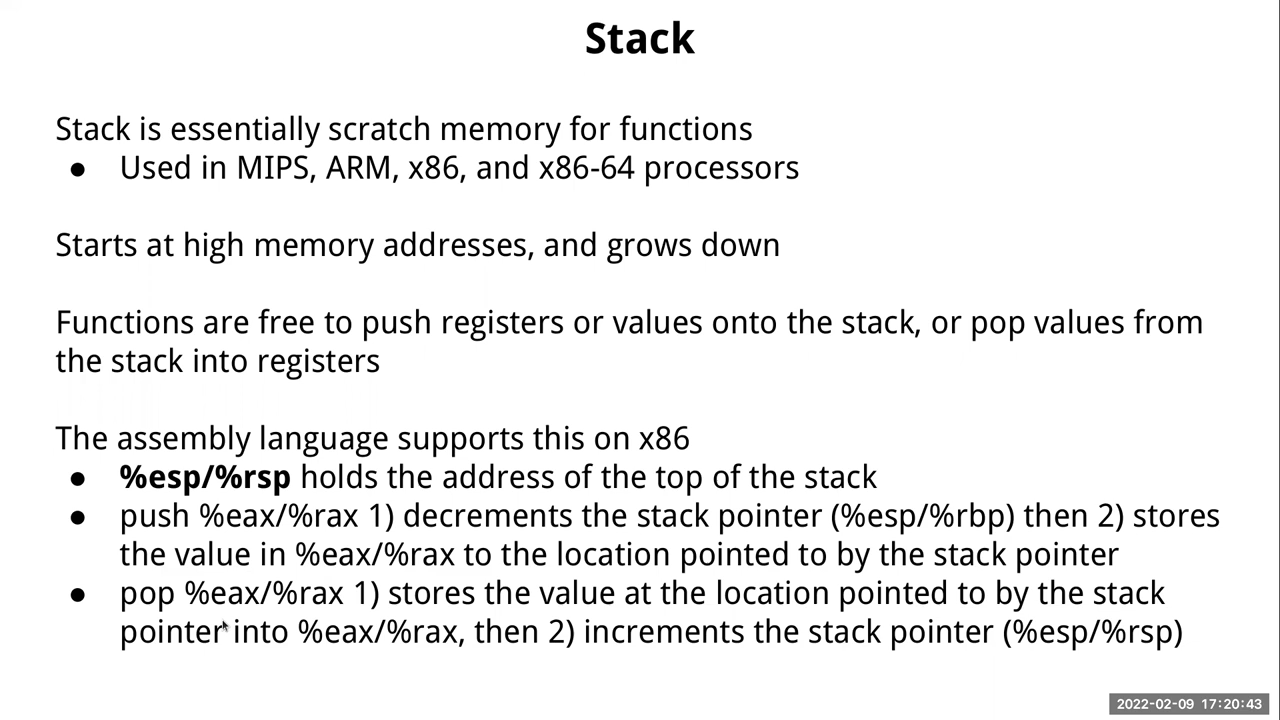 Stack
Stack is essentially scratch memory for functions
● Used in MIPS, ARM, x86, and x86-64 processors
Starts at high memory addresses, and grows down
Functions are free to push registers or values onto the stack, or pop values from
the stack into registers
The assembly language supports this on x86
● %esp/%rsp holds the address of the top of the stack
● push %eax/%rax 1) decrements the stack pointer (%esp/%rbp) then 2) stores
the value in %eax/%rax to the location pointed to by the stack pointer
● pop %eax/%rax 1) stores the value at the location pointed to by the stack
pointer into %eax/%rax, then 2) increments the stack pointer (%esp/%rsp)
2022-02-09 17:20:43